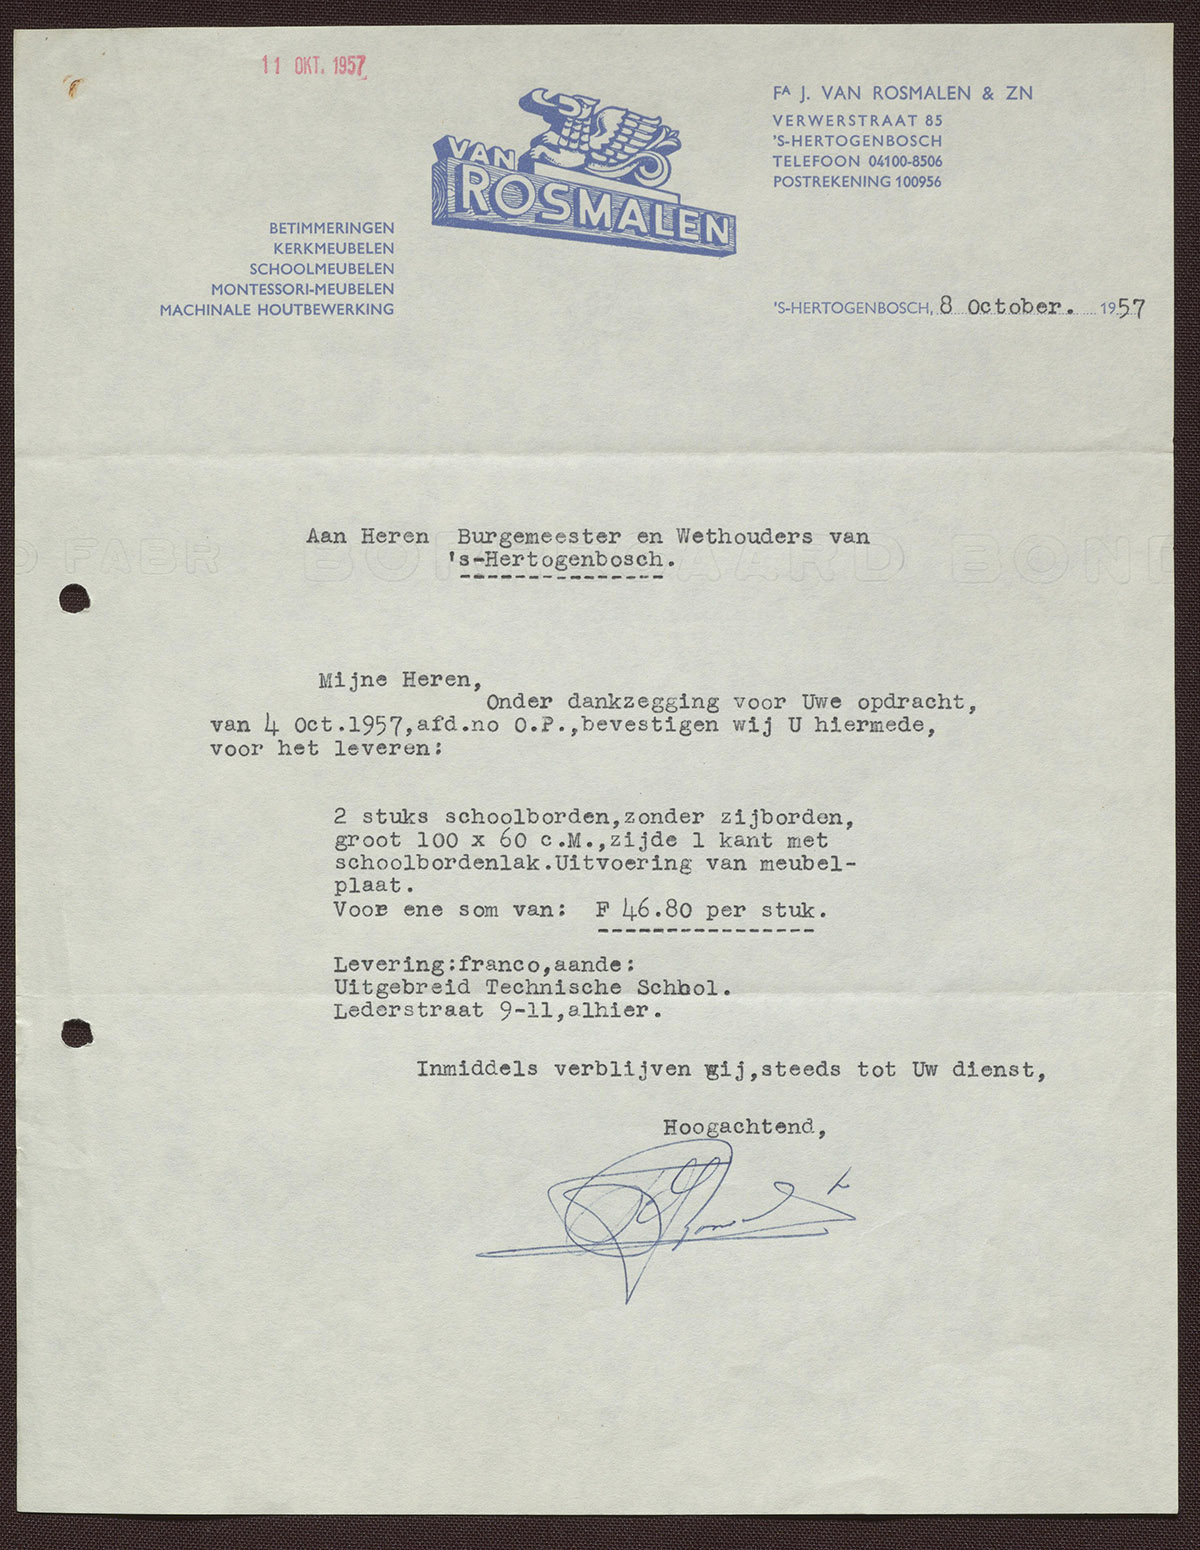 11 OKT. 1957
VAN
ROSMALEN
FA J. VAN ROSMALEN & ZN
VERWERSTRAAT 85
'S-HERTOGENBOSCH
TELEFOON 04100-8506
POSTREKENING 100956
BETIMMERINGEN
KERKMEUBELEN
SCHOOLMEUBELEN
MONTESSORI-MEUBELEN
MACHINALE HOUTBEWERKING
'S-HERTOGENBOSCH, 8 October. 1957
Aan Heren Burgemeester en Wethouders van
's-Hertogenbosch.
D FABR BOND
Mijne Heren,
Onder dankzegging voor Uwe opdracht,
van 4 Oct.1957,afd.no O.P.,bevestigen wij U hiermede,
voor het leveren:
2 stuks schoolborden,zonder zijborden,
groot 100 x 60 c.M.,zijde 1 kant met
schoolbordenlak.Uitvoering van meubel-
plaat.
Voor ene som van: F 46.80 per stuk.
Levering:franco,aande:
Uitgebreid Technische School.
Lederstraat 9-11,alhier.
Inmiddels verblijven wij,steeds tot Uw dienst,
Hoogachtend,